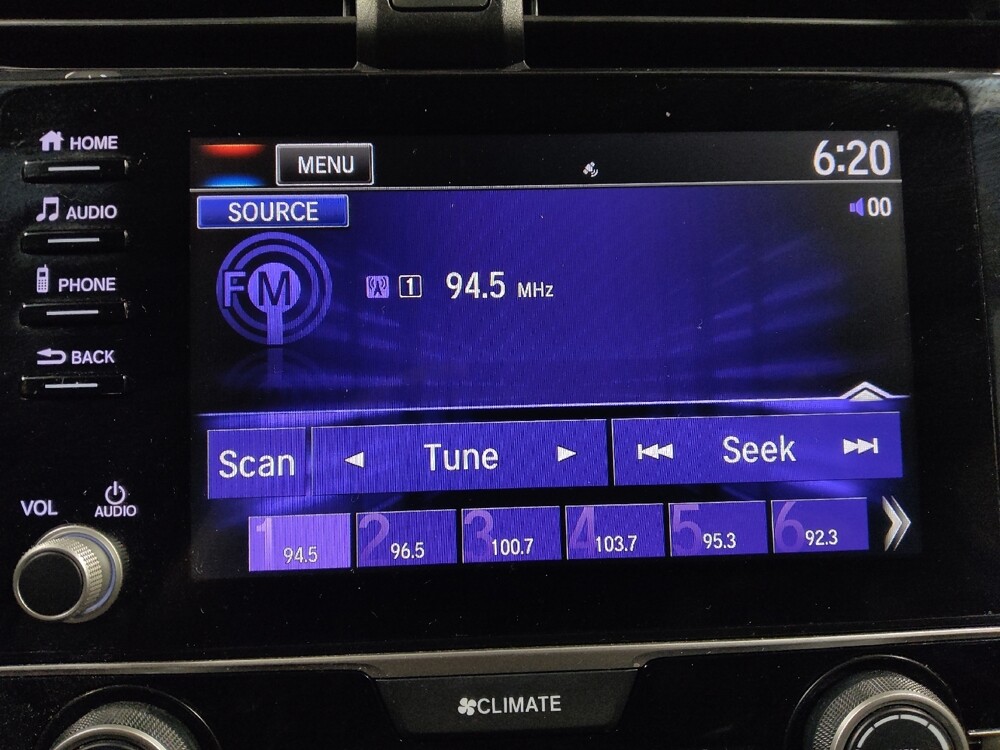 HOME
AUDIO
PHONE
BACK
VOL
AUDIO
MENU
6:20
SOURCE
00
FM
1 94.5 MHz
Scan Tune Seek
1 94.5 2 96.5 3 100.7 4 103.7 5 95.3 6 92.3
CLIMATE